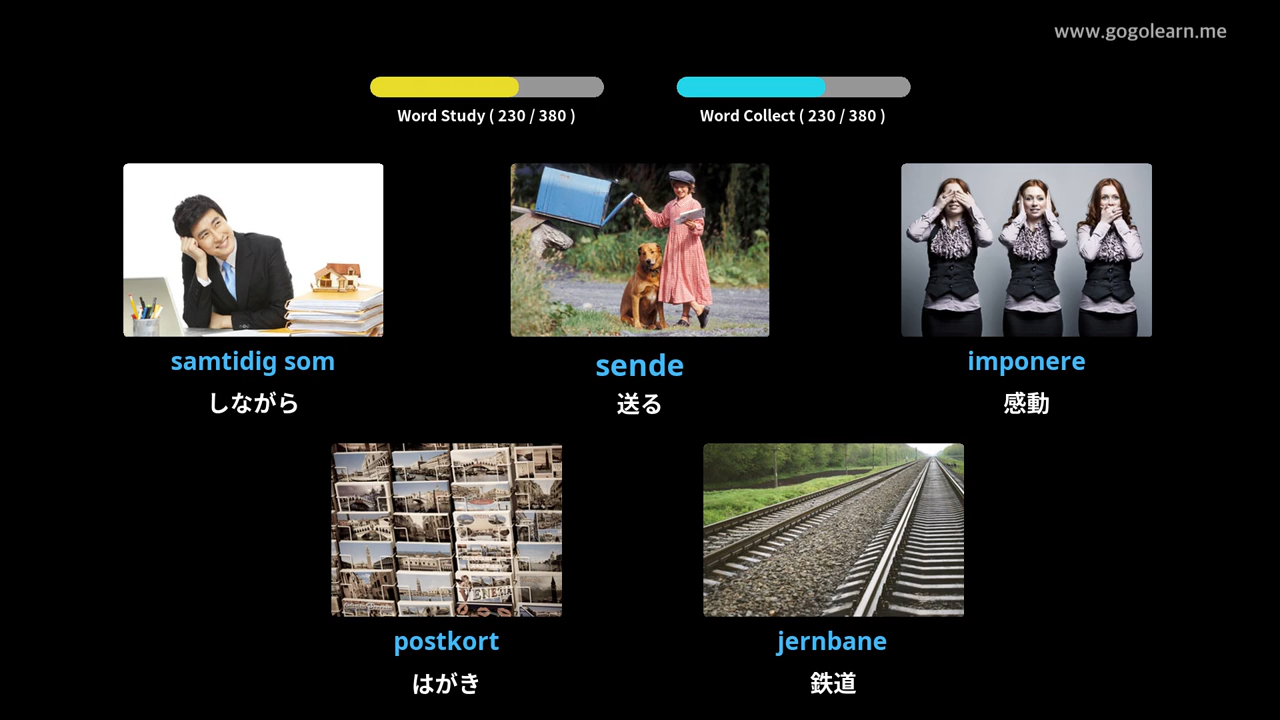 www.gogolearn.me
Word Study ( 230 / 380 )
Word Collect ( 230 / 380 )
samtidig som
しながら
sende
送る
imponere
感動
postkort
はがき
jernbane
鉄道